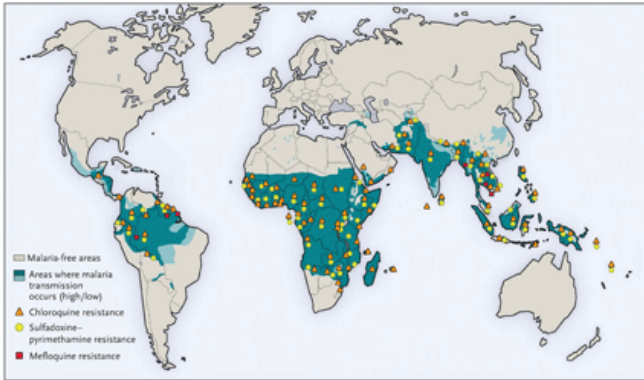 Malaria-free areas
Areas where malaria
transmission
occurs (high/low)
Chloroquine resistance
Sulfadoxine–
pyrimethamine resistance
Mefloquine resistance